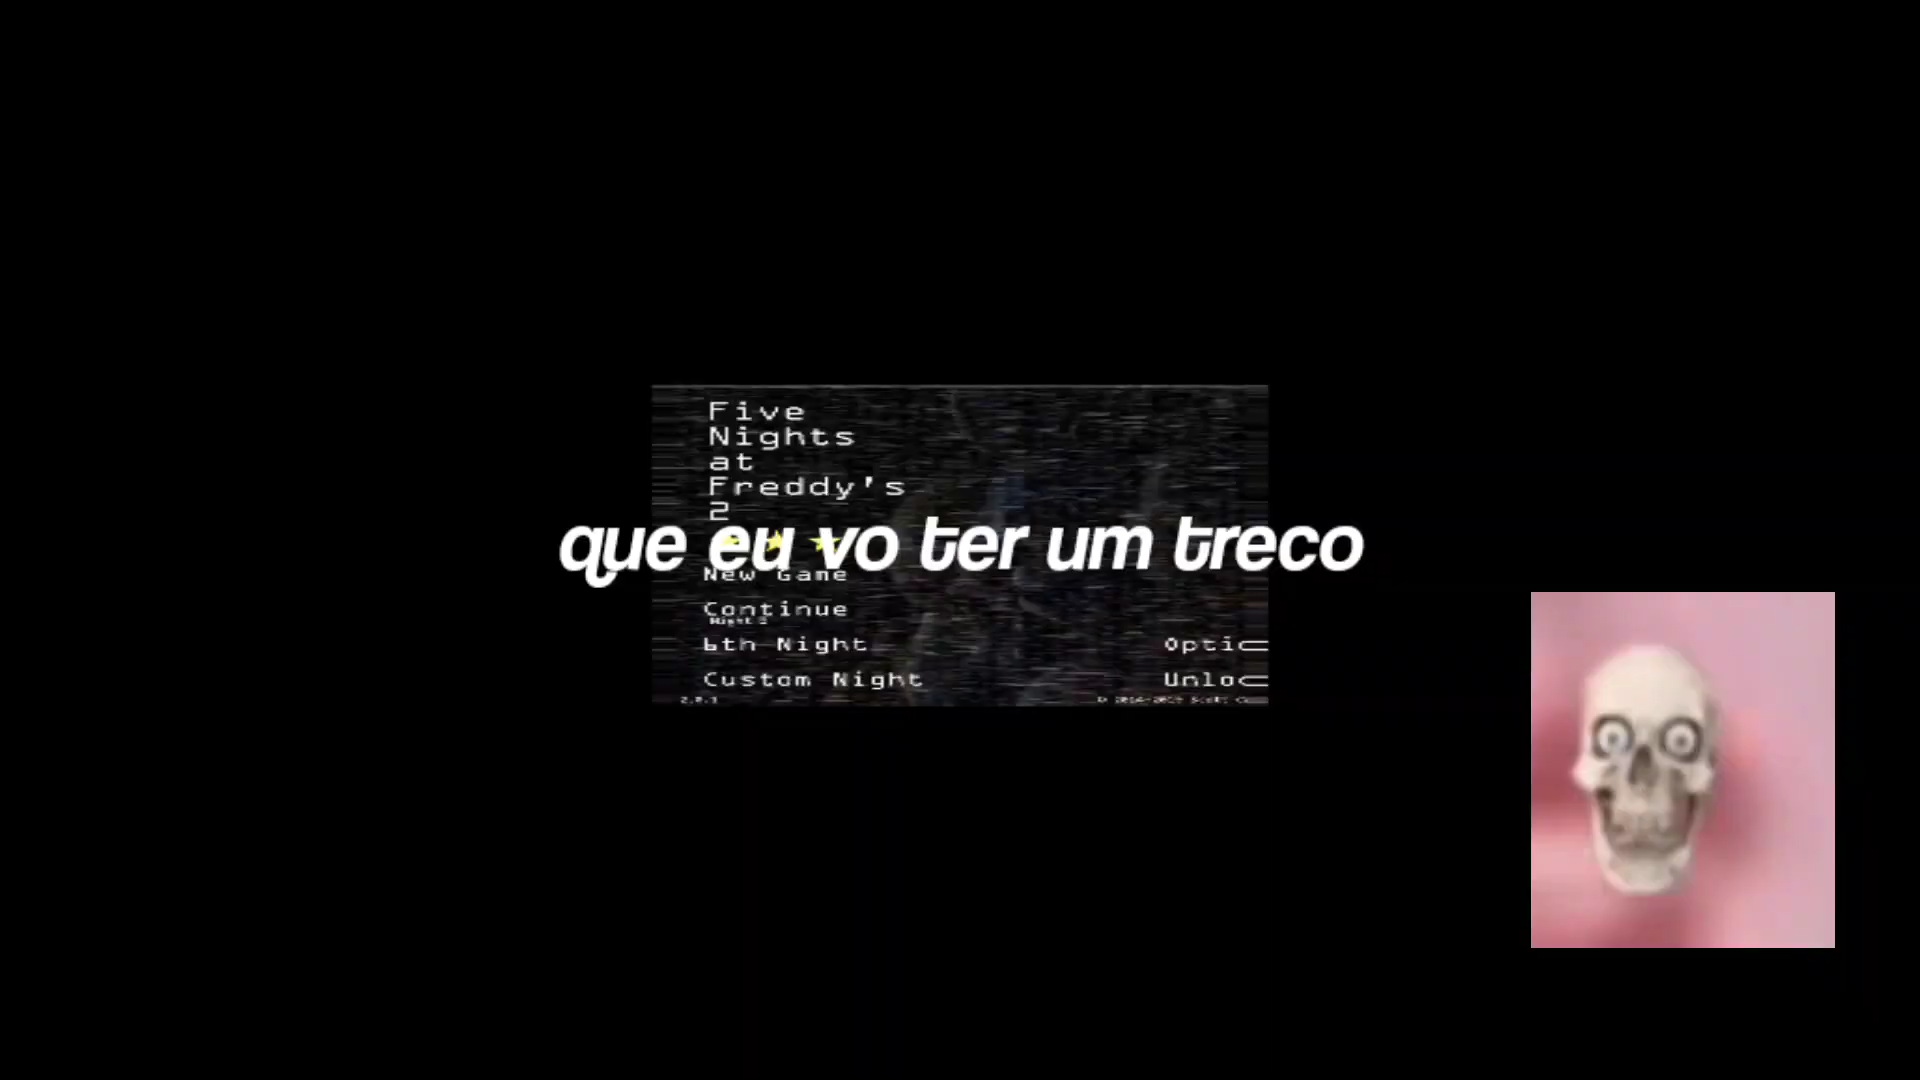 Five
Nights
at
Freddy's
2
que eu vo ter um treco
New Game
Continue
6th Night
Optio
Custom Night
Unlo